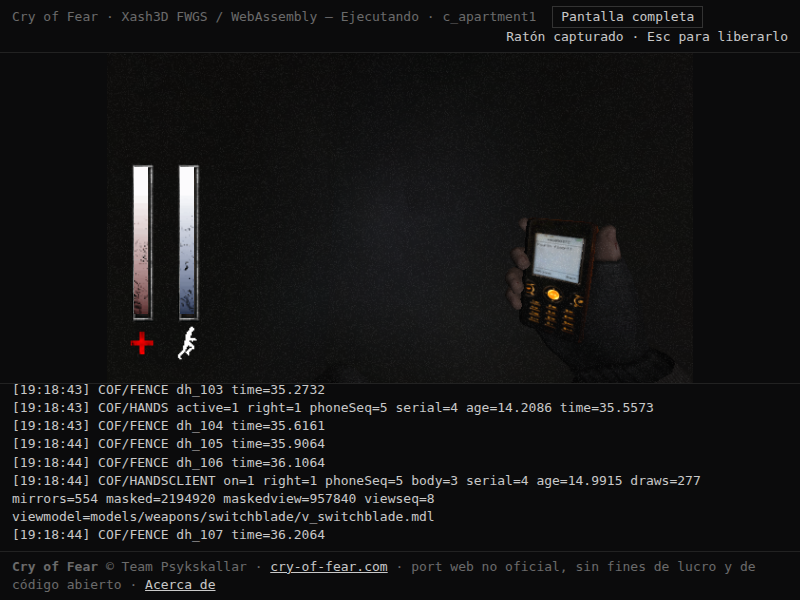 Cry of Fear · Xash3D FWGS / WebAssembly — Ejecutando · c_apartment1
Pantalla completa
Ratón capturado · Esc para liberarlo
[19:18:43] COF/FENCE dh_103 time=35.2732
[19:18:43] COF/HANDS active=1 right=1 phoneSeq=5 serial=4 age=14.2086 time=35.5573
[19:18:43] COF/FENCE dh_104 time=35.6161
[19:18:44] COF/FENCE dh_105 time=35.9064
[19:18:44] COF/FENCE dh_106 time=36.1064
[19:18:44] COF/HANDSCLIENT on=1 right=1 phoneSeq=5 body=3 serial=4 age=14.9915 draws=277
mirrors=554 masked=2194920 maskedview=957840 viewseq=8
viewmodel=models/weapons/switchblade/v_switchblade.mdl
[19:18:44] COF/FENCE dh_107 time=36.2064
Cry of Fear © Team Psykskallar · cry-of-fear.com · port web no oficial, sin fines de lucro y de
código abierto · Acerca de